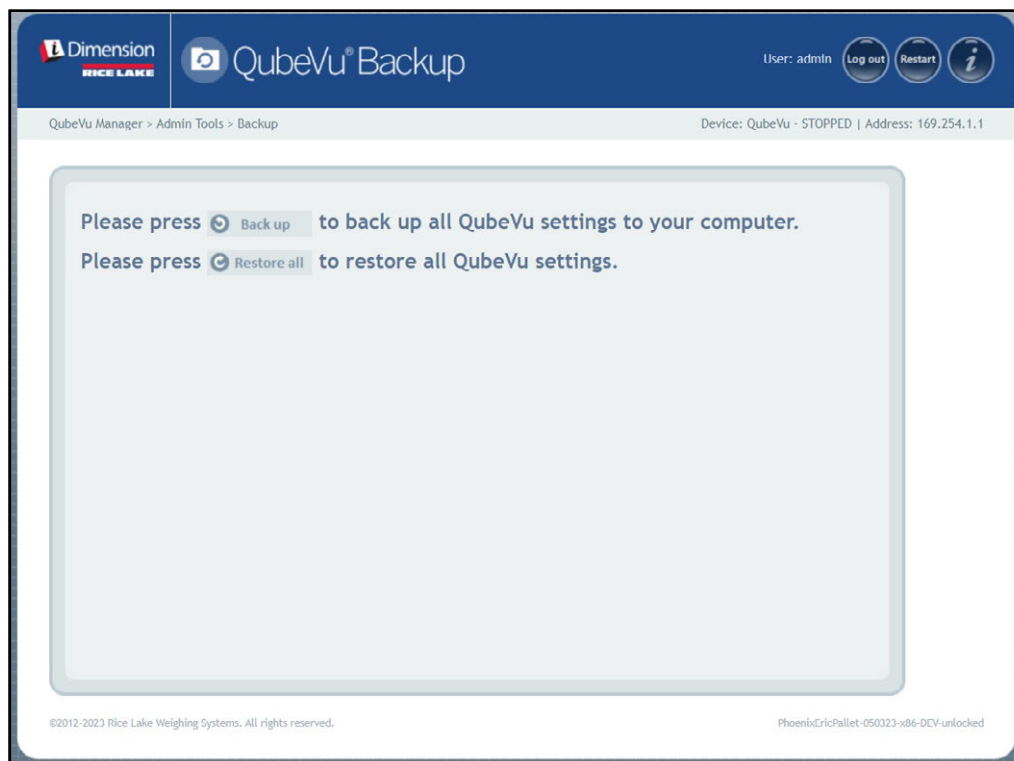 iDimension
RICE LAKE
QubeVu® Backup
User: admin
Log out
Restart
i
QubeVu Manager > Admin Tools > Backup
Device: QubeVu - STOPPED | Address: 169.254.1.1
Please press Back up to back up all QubeVu settings to your computer.
Please press Restore all to restore all QubeVu settings.
©2012-2023 Rice Lake Weighing Systems. All rights reserved.
PhoenixEricPallet-050323-x86-DEV-unlocked